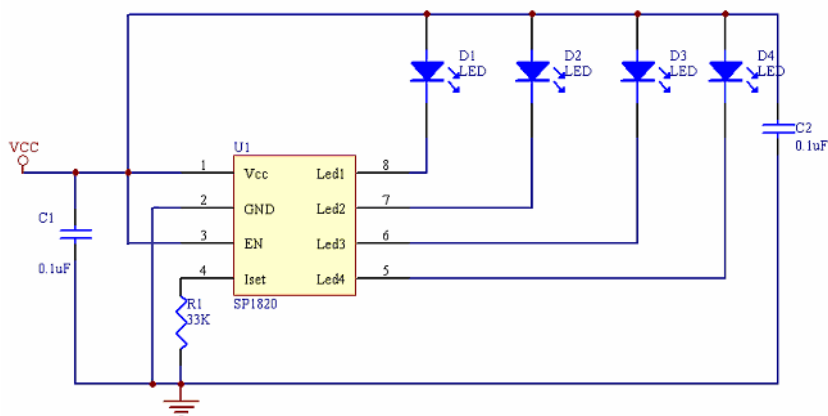 D1
LED
D2
LED
D3
LED
D4
LED
C2
0.1uF
VCC
U1
1
Vcc
Led1
8
2
GND
Led2
7
3
EN
Led3
6
4
Iset
Led4
5
C1
0.1uF
R1
33K
SP1820